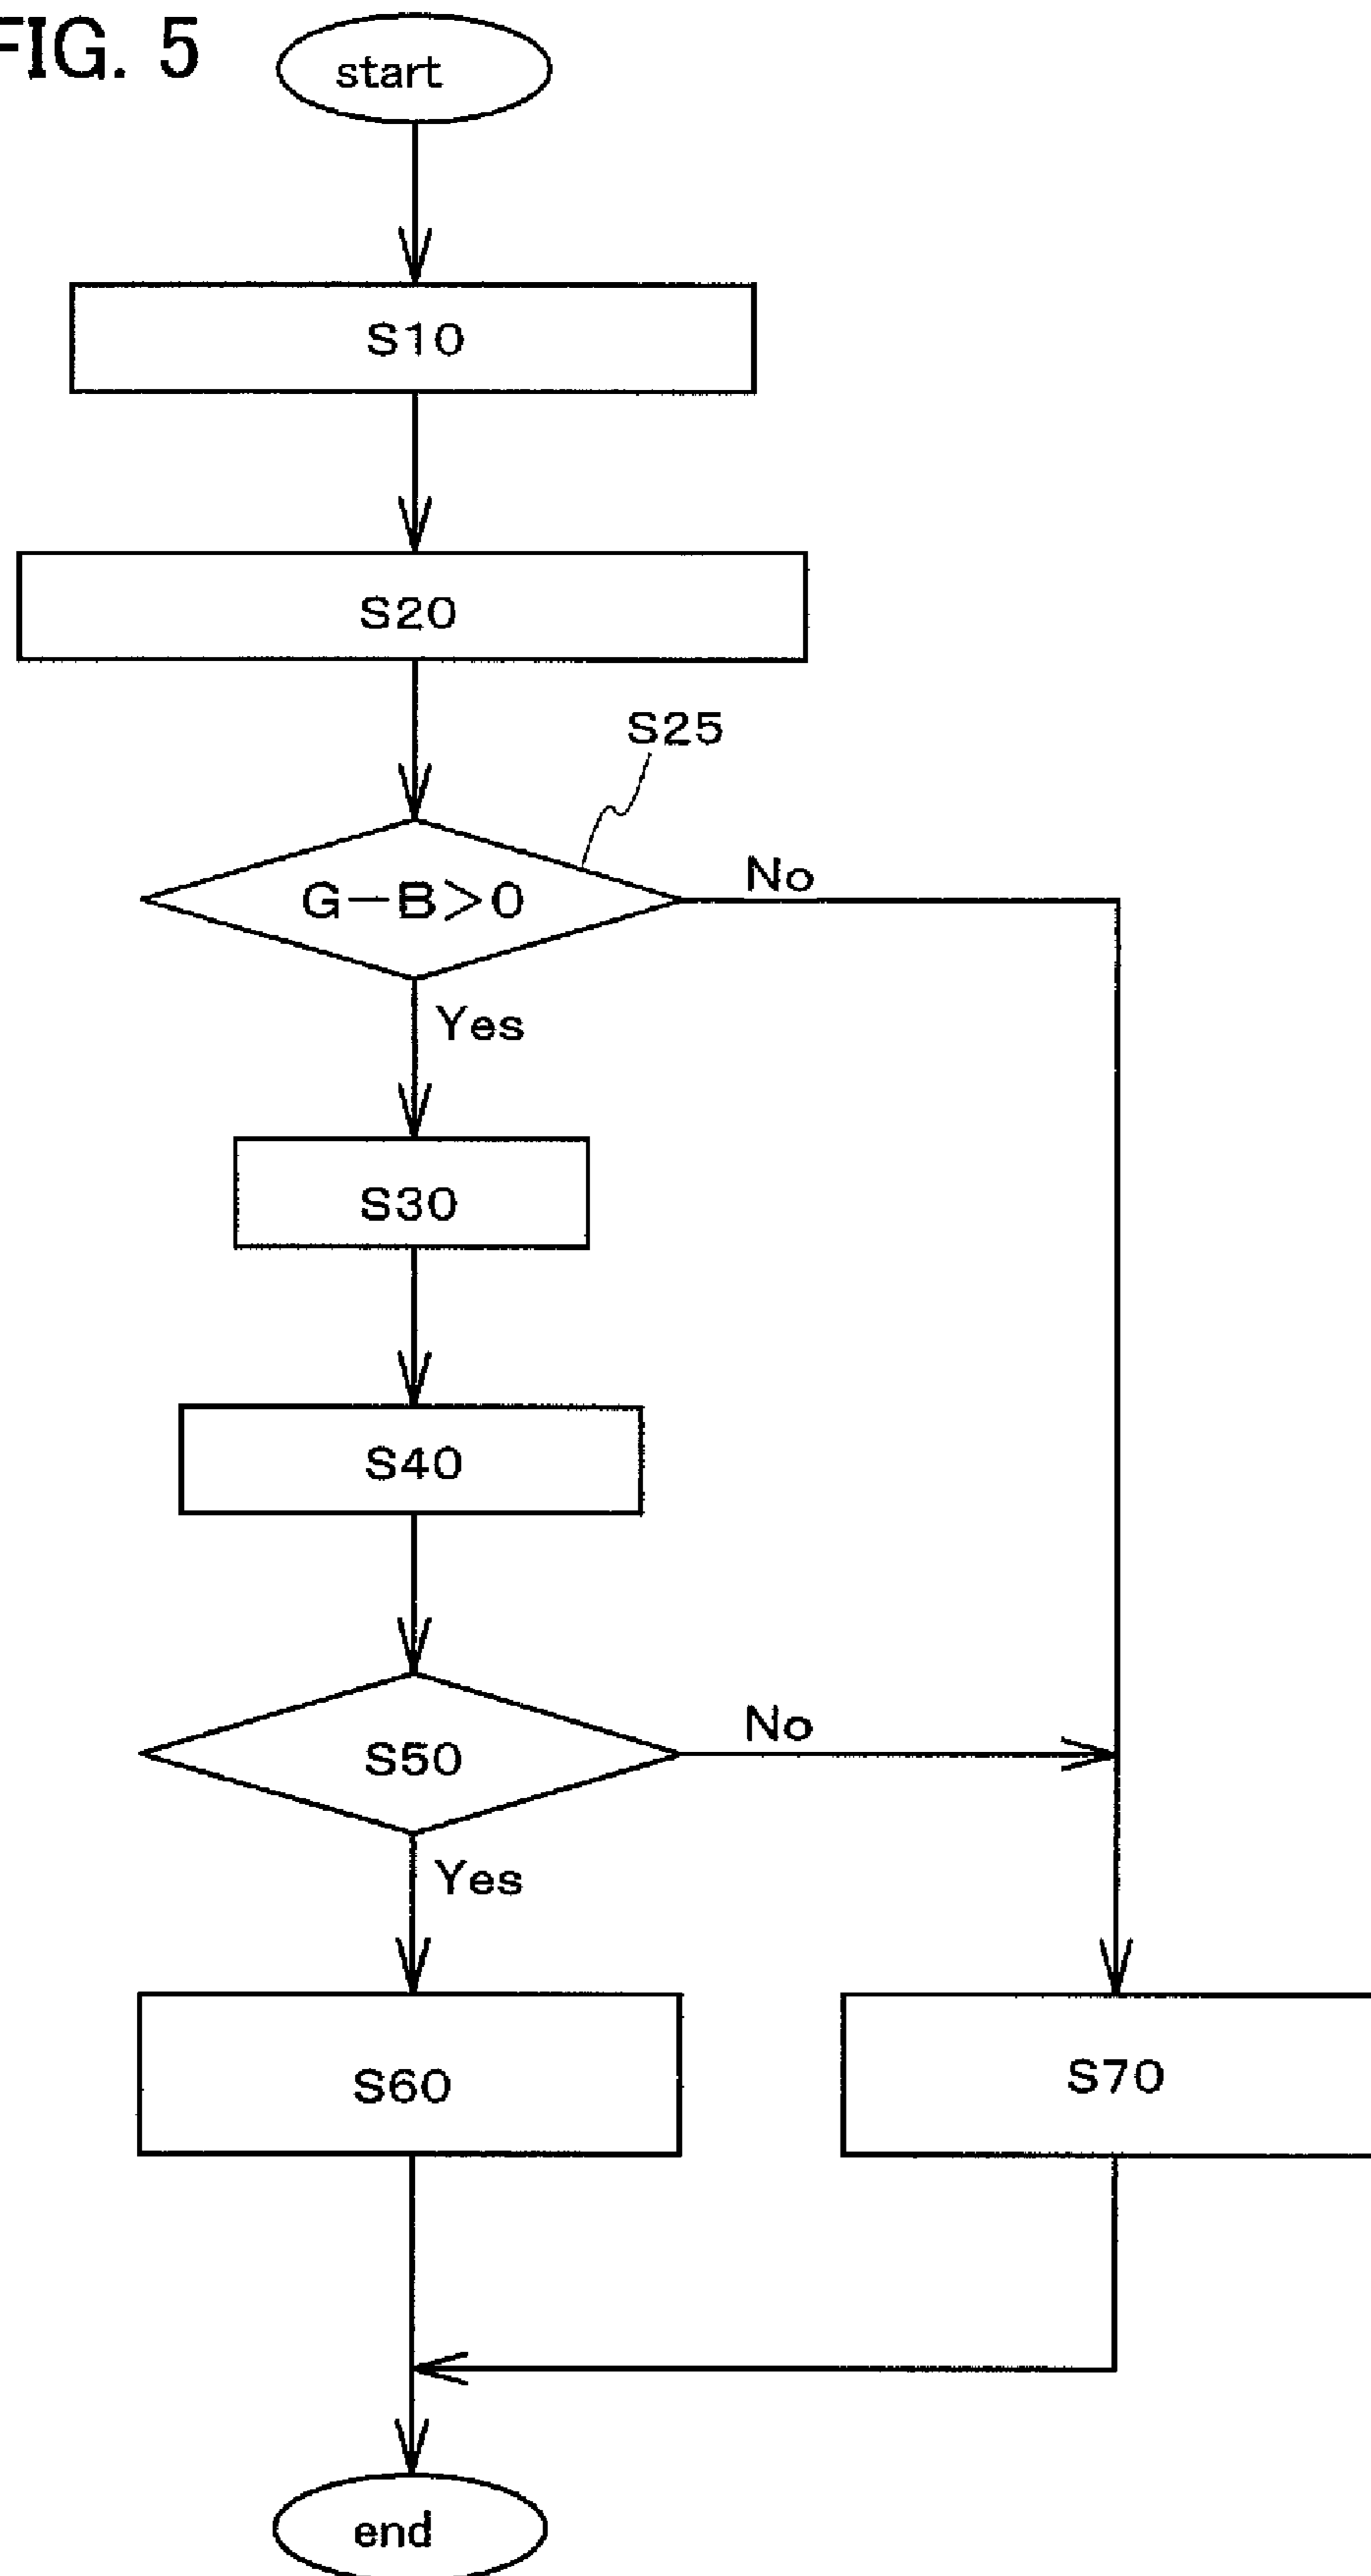 FIG. 5
start
S10
S20
S25
G-B>0
No
Yes
S30
S40
S50
No
Yes
S60
S70
end